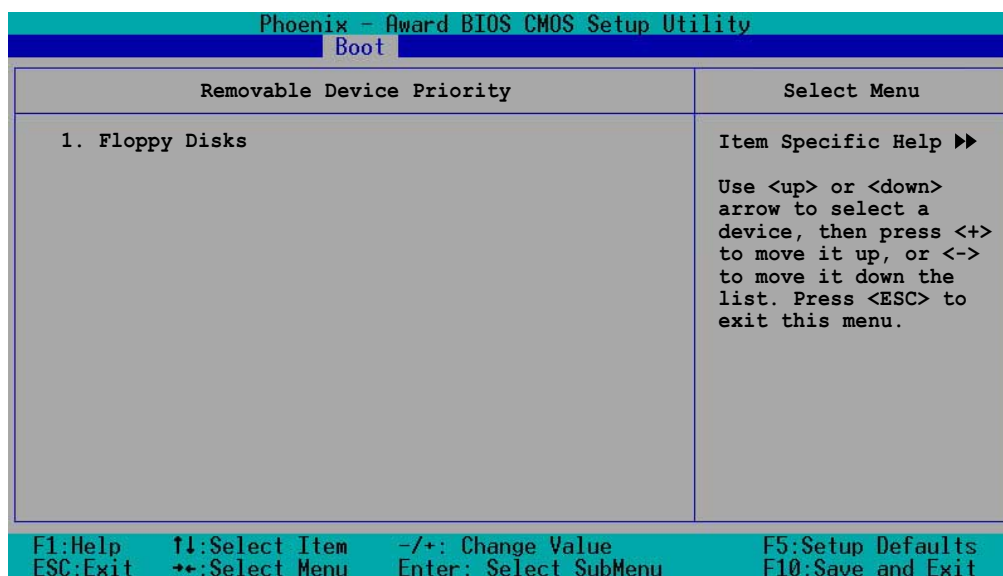 Phoenix - Award BIOS CMOS Setup Utility
Boot
Removable Device Priority
Select Menu
1. Floppy Disks
Item Specific Help ▶▶
Use <up> or <down>
arrow to select a
device, then press <+>
to move it up, or <->
to move it down the
list. Press <ESC> to
exit this menu.
F1:Help ↑↓:Select Item -/+: Change Value F5:Setup Defaults
ESC:Exit →←:Select Menu Enter: Select SubMenu F10:Save and Exit